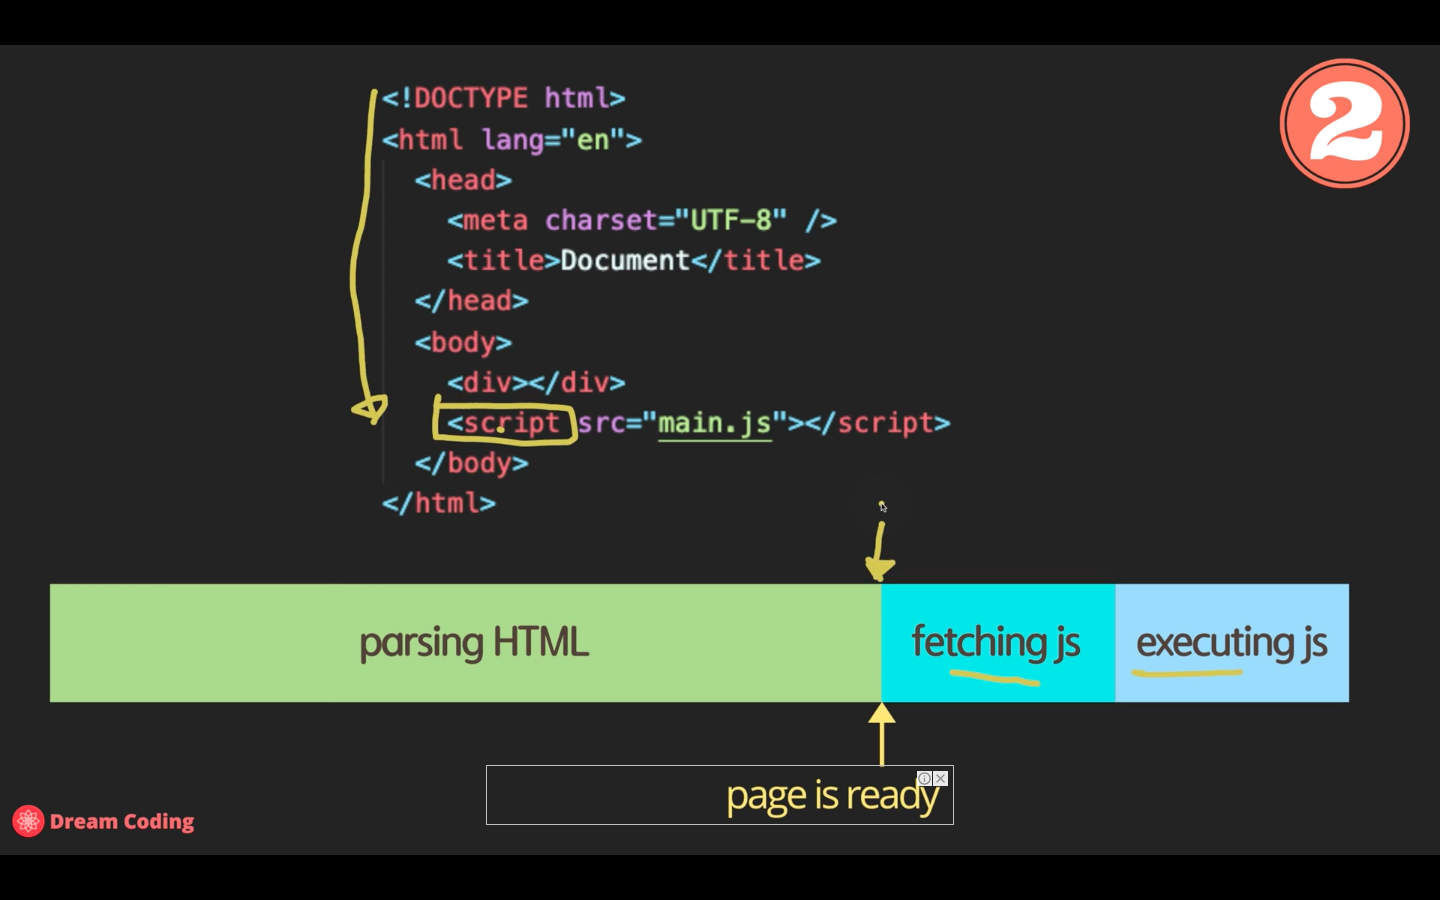 2
<!DOCTYPE html>
<html lang="en">
<head>
<meta charset="UTF-8" />
<title>Document</title>
</head>
<body>
<div></div>
<script src="main.js"></script>
</body>
</html>
parsing HTML
fetching js
executing js
page is ready
Dream Coding